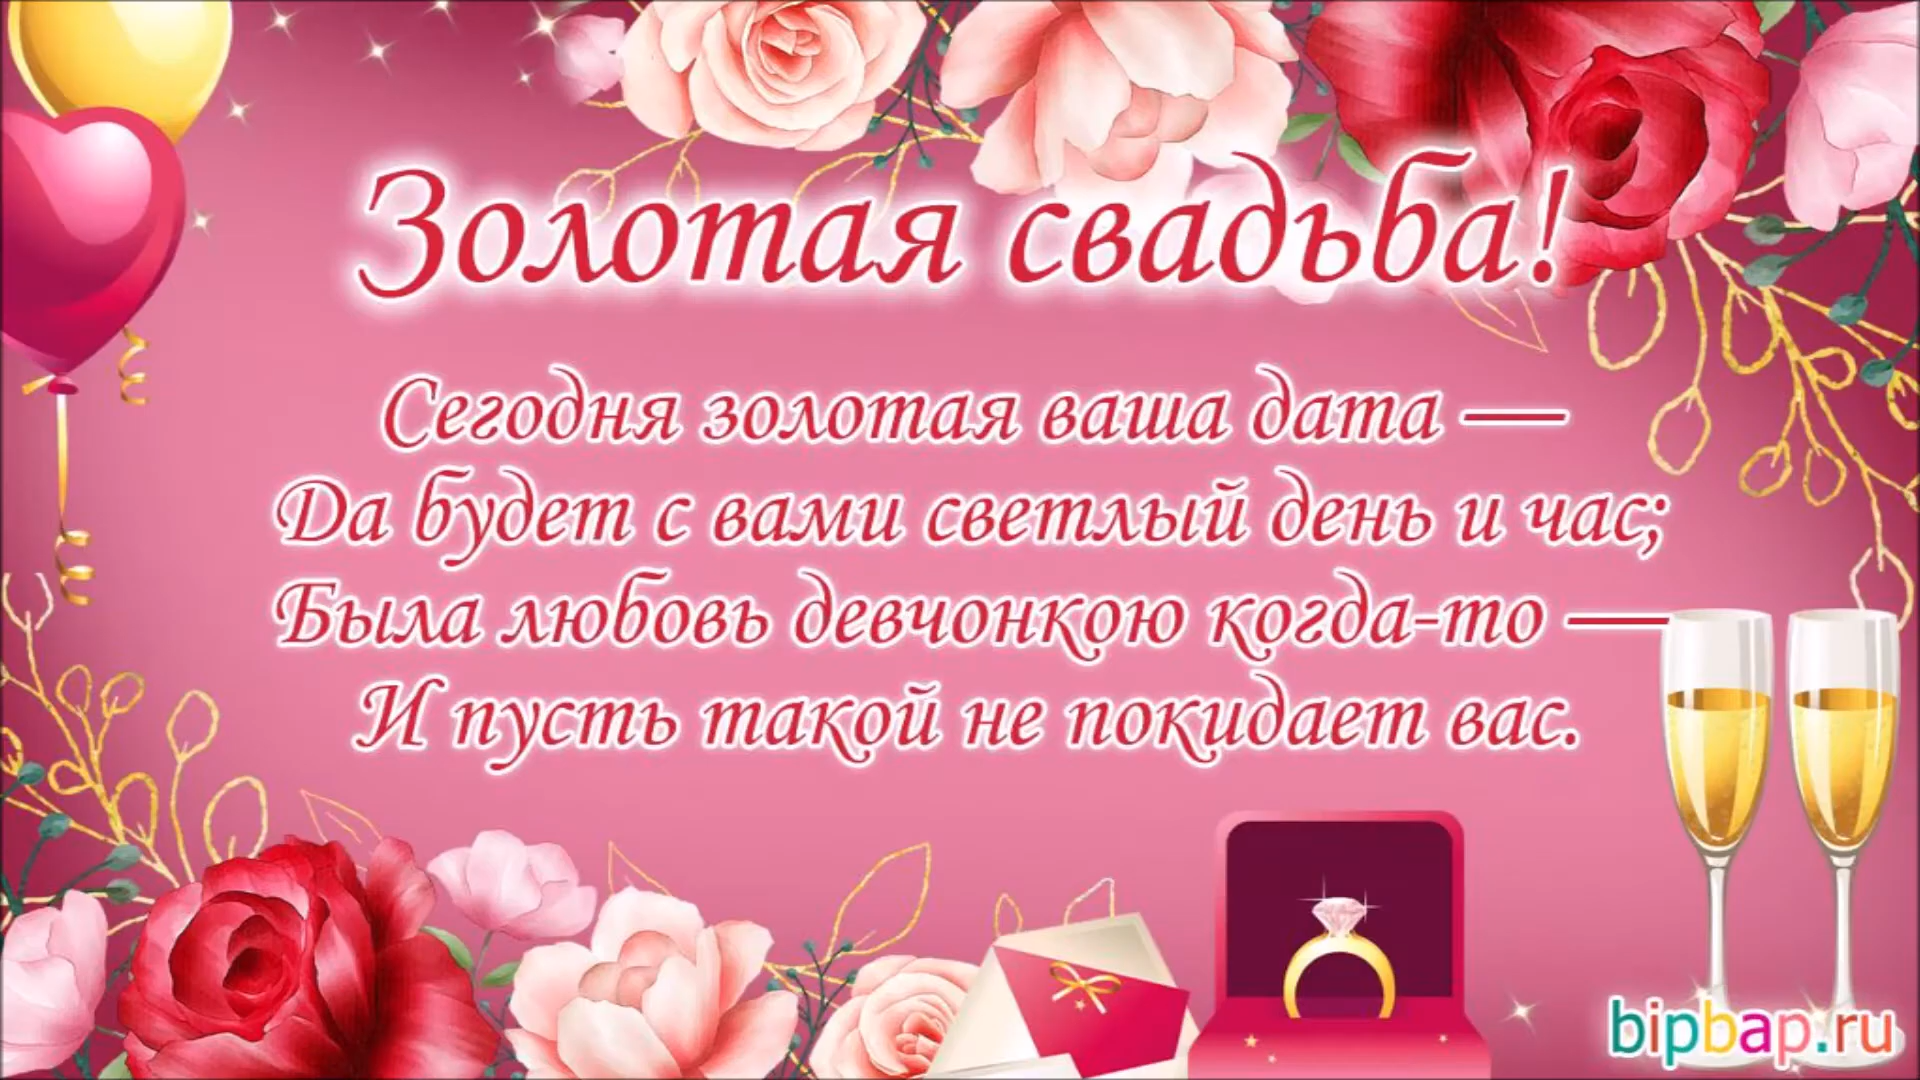 Золотая свадьба!
Сегодня золотая ваша дата —
Да будет с вами светлый день и час;
Была любовь девчонкою когда-то —
И пусть такой не покидает вас.
bipbap.ru